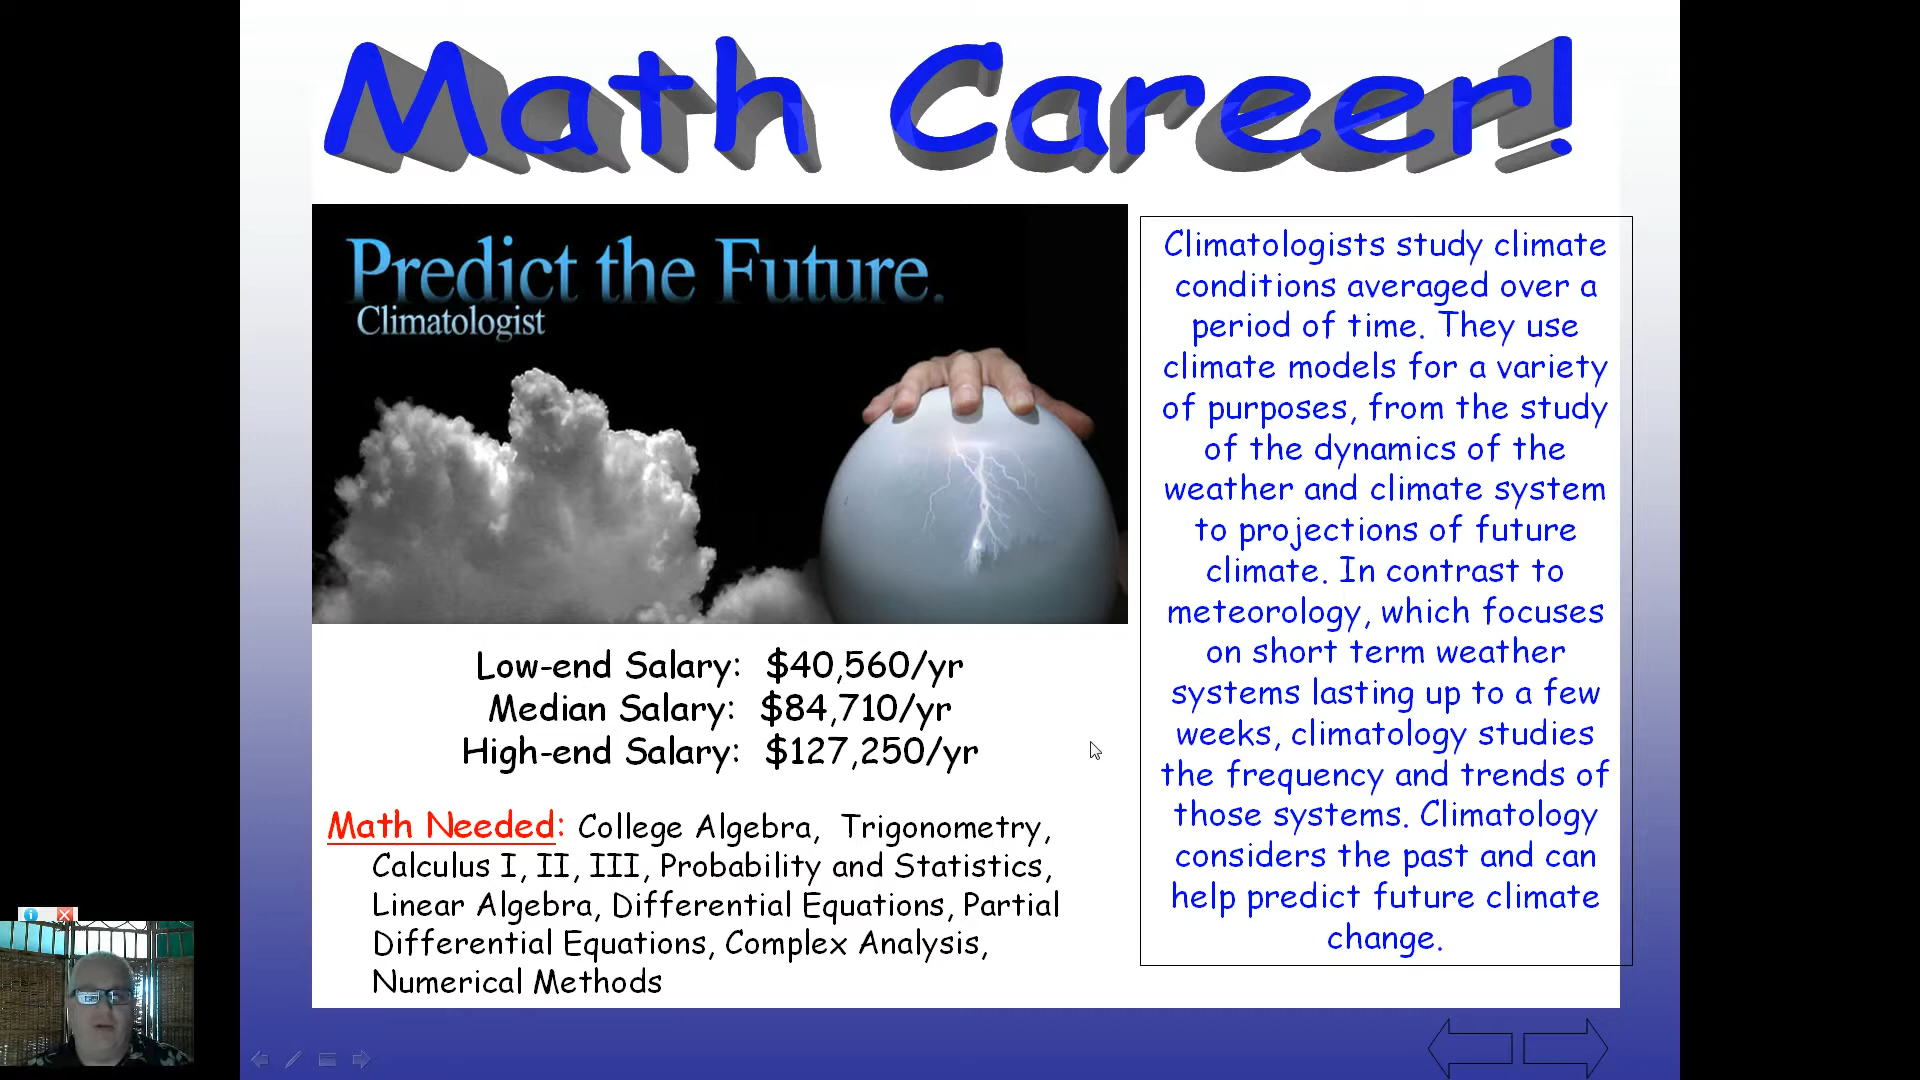 Math Career!
Predict the Future.
Climatologist
Low-end Salary: $40,560/yr
Median Salary: $84,710/yr
High-end Salary: $127,250/yr
Math Needed: College Algebra, Trigonometry,
Calculus I, II, III, Probability and Statistics,
Linear Algebra, Differential Equations, Partial
Differential Equations, Complex Analysis,
Numerical Methods
Climatologists study climate
conditions averaged over a
period of time. They use
climate models for a variety
of purposes, from the study
of the dynamics of the
weather and climate system
to projections of future
climate. In contrast to
meteorology, which focuses
on short term weather
systems lasting up to a few
weeks, climatology studies
the frequency and trends of
those systems. Climatology
considers the past and can
help predict future climate
change.